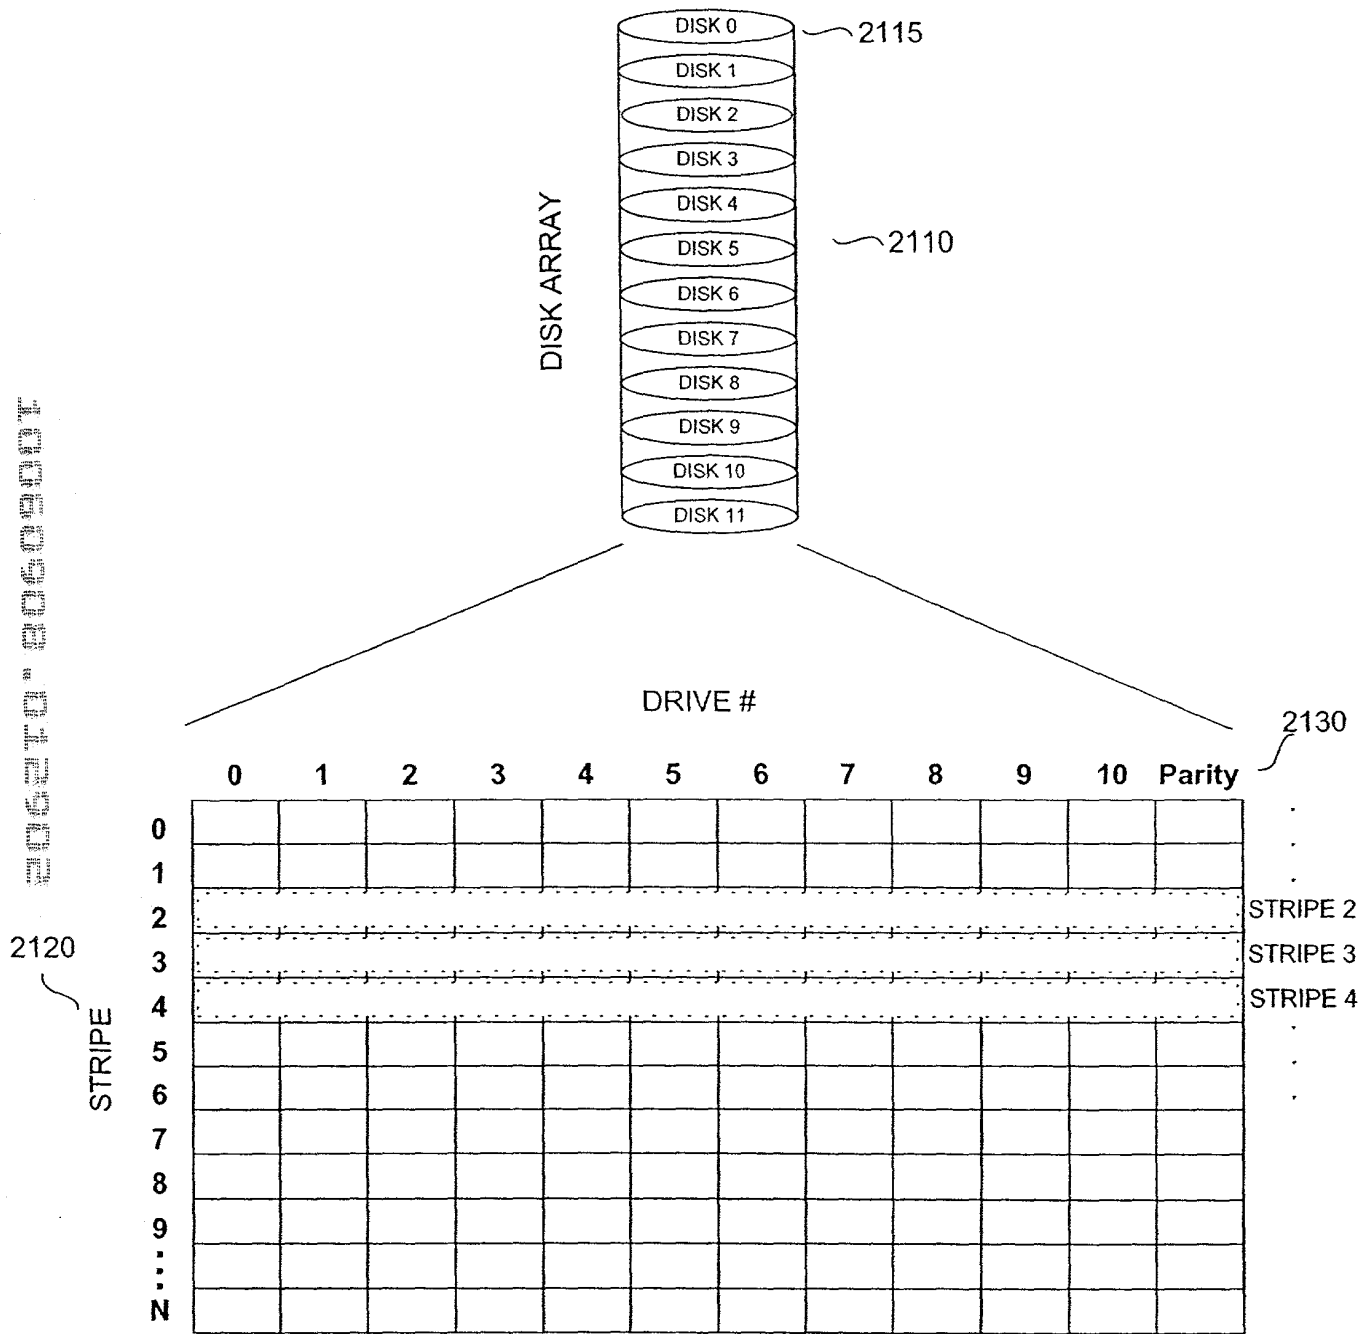 DISK 0
2115
DISK 1
DISK 2
DISK 3
DISK 4
2110
DISK 5
DISK 6
DISK 7
DISK 8
DISK 9
DISK 10
DISK 11
DISK ARRAY
DRIVE #
2130
0 1 2 3 4 5 6 7 8 9 10 Parity
0
1
2 STRIPE 2
3 STRIPE 3
4 STRIPE 4
5
6
7
8
9
N
2120
STRIPE